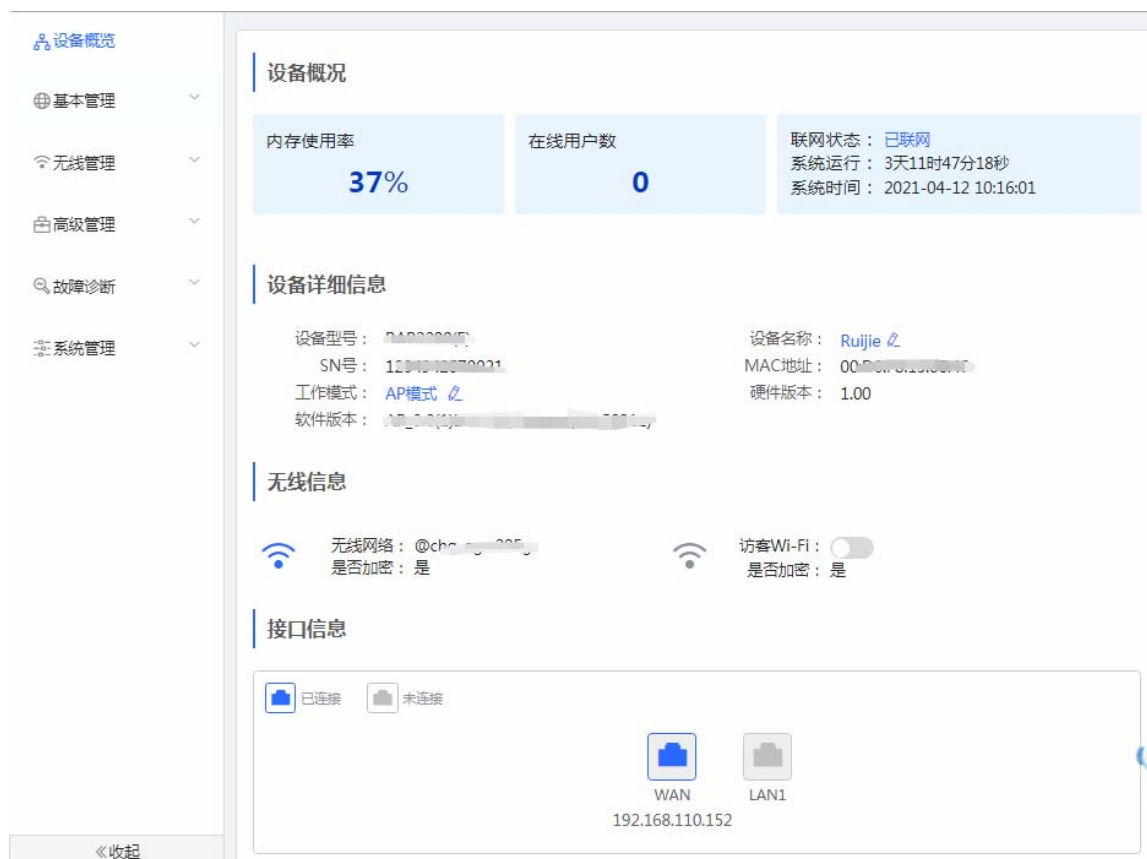 设备概览
基本管理
无线管理
高级管理
故障诊断
系统管理
《收起
设备概况
内存使用率
37%
在线用户数
0
联网状态： 已联网
系统运行： 3天11时47分18秒
系统时间： 2021-04-12 10:16:01
设备详细信息
设备型号：
设备名称： Ruijie
SN号：
MAC地址：
工作模式： AP模式
硬件版本： 1.00
软件版本：
无线信息
无线网络：
是否加密： 是
访客Wi-Fi：
是否加密： 是
接口信息
已连接 未连接
WAN LAN1
192.168.110.152